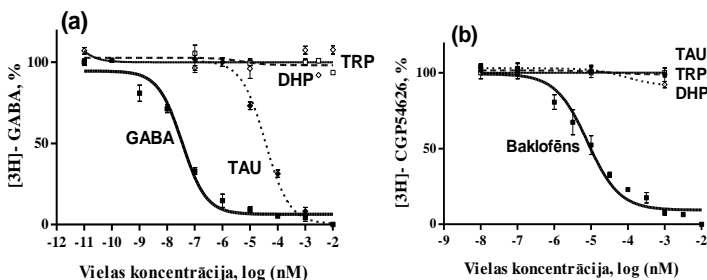 (a)
[3H]- GABA, %
100
50
0
TRP
DHP
GABA
TAU
-12 -11 -10 -9 -8 -7 -6 -5 -4 -3 -2
Vielas koncentrācija, log (nM)
(b)
[3H]- CGP54626, %
100
50
0
TAU
TRP
DHP
Baklofēns
-9 -8 -7 -6 -5 -4 -3 -2
Vielas koncentrācija, log (nM)